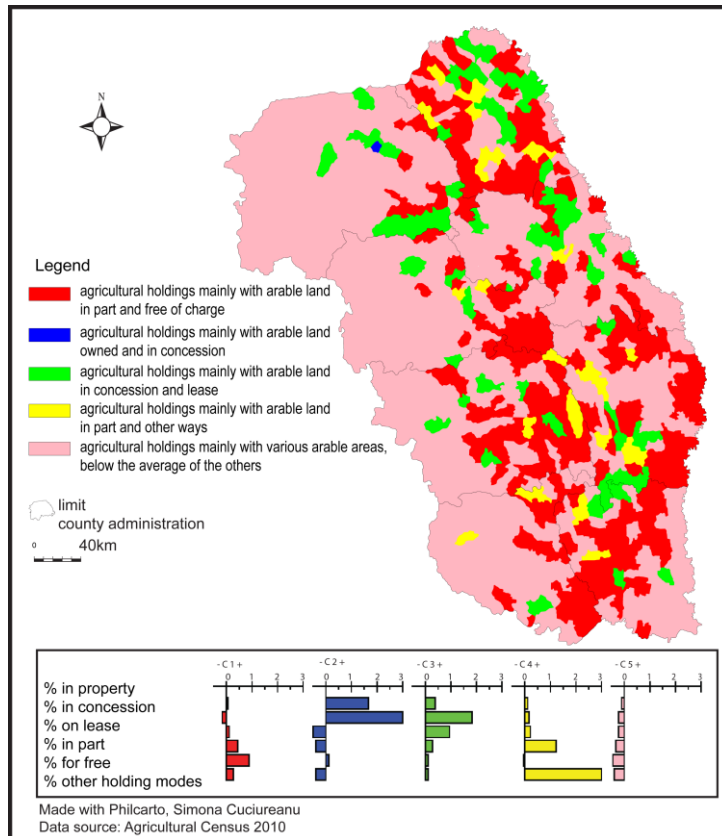 N
Legend
agricultural holdings mainly with arable land
in part and free of charge
agricultural holdings mainly with arable land
owned and in concession
agricultural holdings mainly with arable land
in concession and lease
agricultural holdings mainly with arable land
in part and other ways
agricultural holdings mainly with various arable areas,
below the average of the others
limit
county administration
0 40km
- C 1 + - C 2 + - C 3 + - C 4 + - C 5 +
0 1 2 3 0 1 2 3 0 1 2 3 0 1 2 3 0 1 2 3
% in property
% in concession
% on lease
% in part
% for free
% other holding modes
Made with Philcarto, Simona Cuciureanu
Data source: Agricultural Census 2010